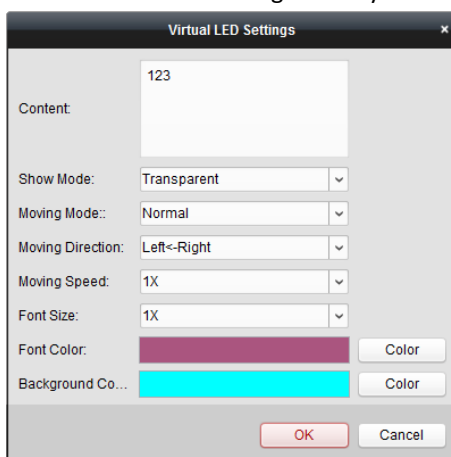 Virtual LED Settings ×
Content: 123
Show Mode: Transparent
Moving Mode:: Normal
Moving Direction: Left<-Right
Moving Speed: 1X
Font Size: 1X
Font Color: Color
Background Co... Color
OK Cancel